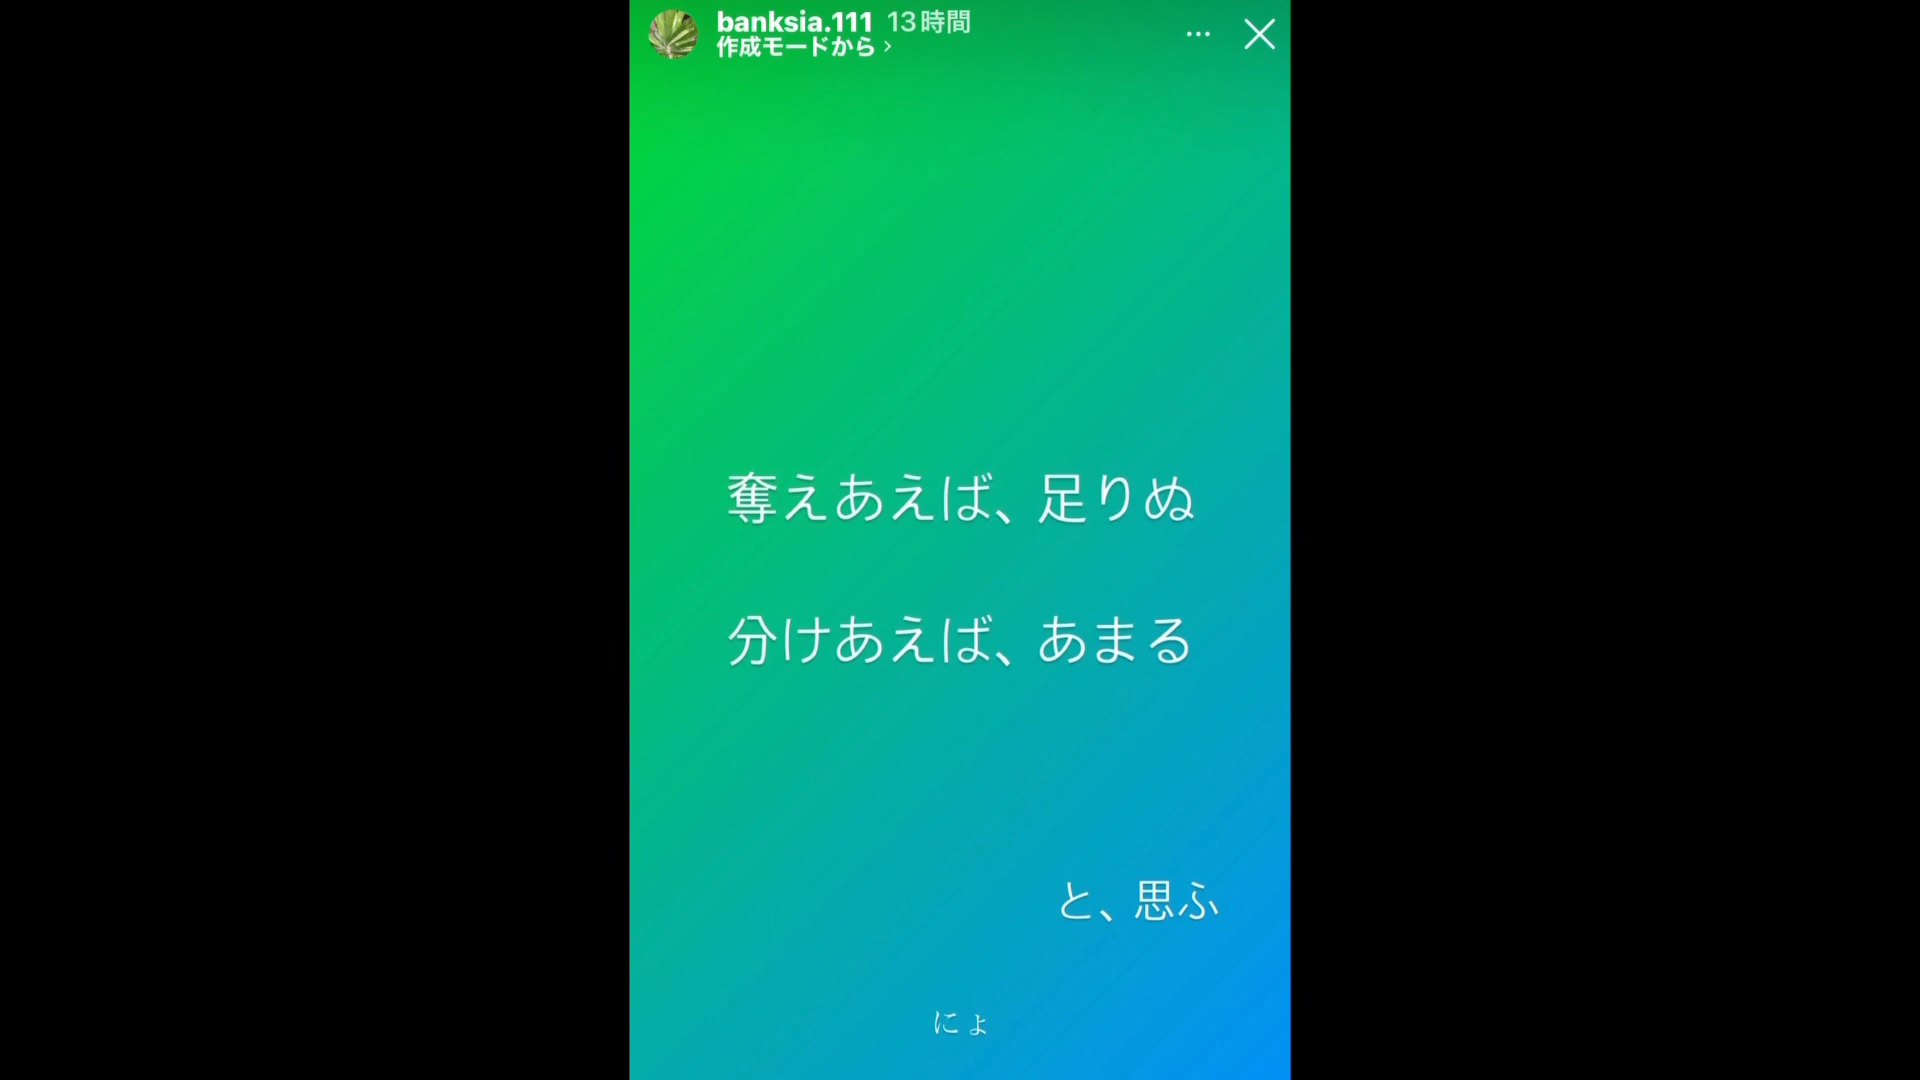 banksia.111 13時間
作成モードから ›
奪えあえば、足りぬ
分けあえば、あまる
と、思ふ
にょ